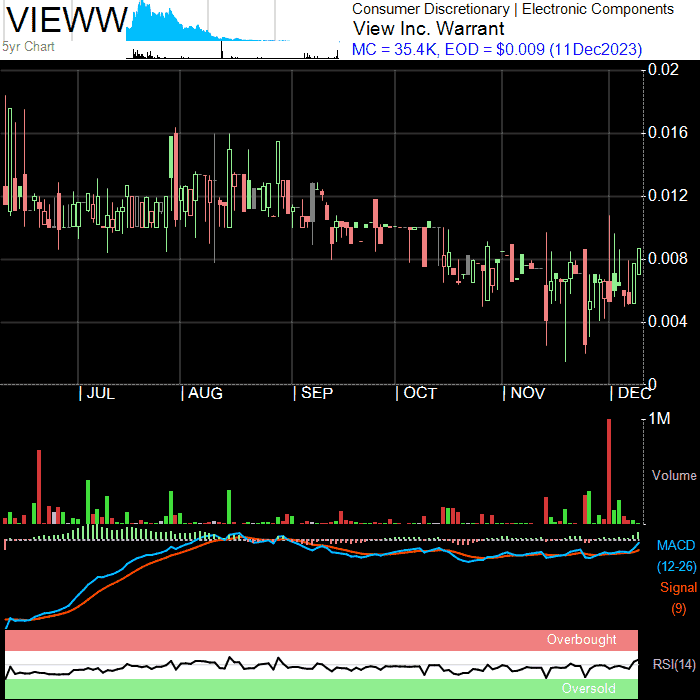 VIEWW
5yr Chart
Consumer Discretionary | Electronic Components
View Inc. Warrant
MC = 35.4K, EOD = $0.009 (11Dec2023)
0.02
0.016
0.012
0.008
0.004
0
| JUL | AUG | SEP | OCT | NOV | DEC
1M
Volume
MACD
(12-26)
Signal
(9)
Overbought
RSI(14)
Oversold